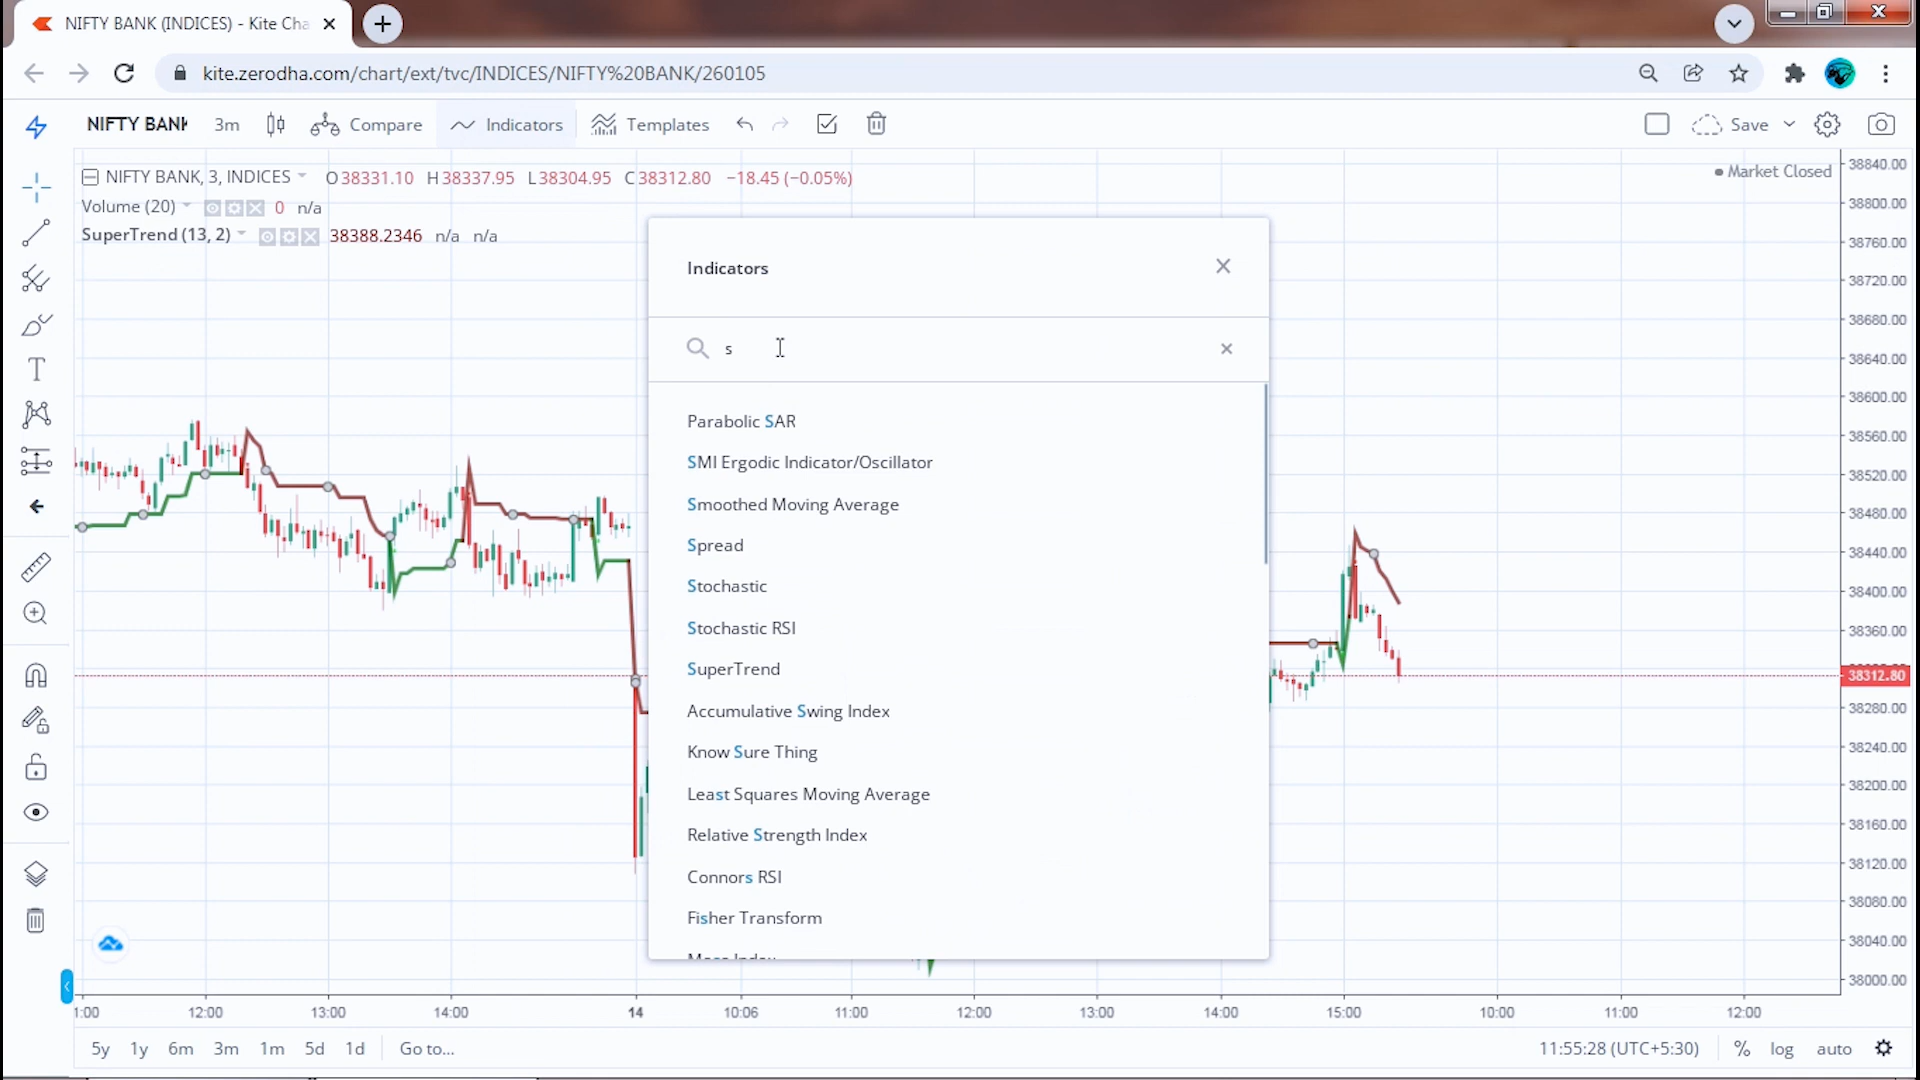 NIFTY BANK (INDICES) - Kite Cha
kite.zerodha.com/chart/ext/tvc/INDICES/NIFTY%20BANK/260105
NIFTY BANK 3m Compare Indicators Templates Save
NIFTY BANK, 3, INDICES O38331.10 H38337.95 L38304.95 C38312.80 −18.45 (−0.05%)
Market Closed
Volume (20) 0 n/a
SuperTrend (13, 2) 38388.2346 n/a n/a
Indicators
s
Parabolic SAR
SMI Ergodic Indicator/Oscillator
Smoothed Moving Average
Spread
Stochastic
Stochastic RSI
SuperTrend
Accumulative Swing Index
Know Sure Thing
Least Squares Moving Average
Relative Strength Index
Connors RSI
Fisher Transform
Mass Index
38840.00
38800.00
38760.00
38720.00
38680.00
38640.00
38600.00
38560.00
38520.00
38480.00
38440.00
38400.00
38360.00
38312.80
38280.00
38240.00
38200.00
38160.00
38120.00
38080.00
38040.00
38000.00
1:00 12:00 13:00 14:00 14 10:06 11:00 12:00 13:00 14:00 15:00 10:00 11:00 12:00
5y 1y 6m 3m 1m 5d 1d Go to... 11:55:28 (UTC+5:30) % log auto